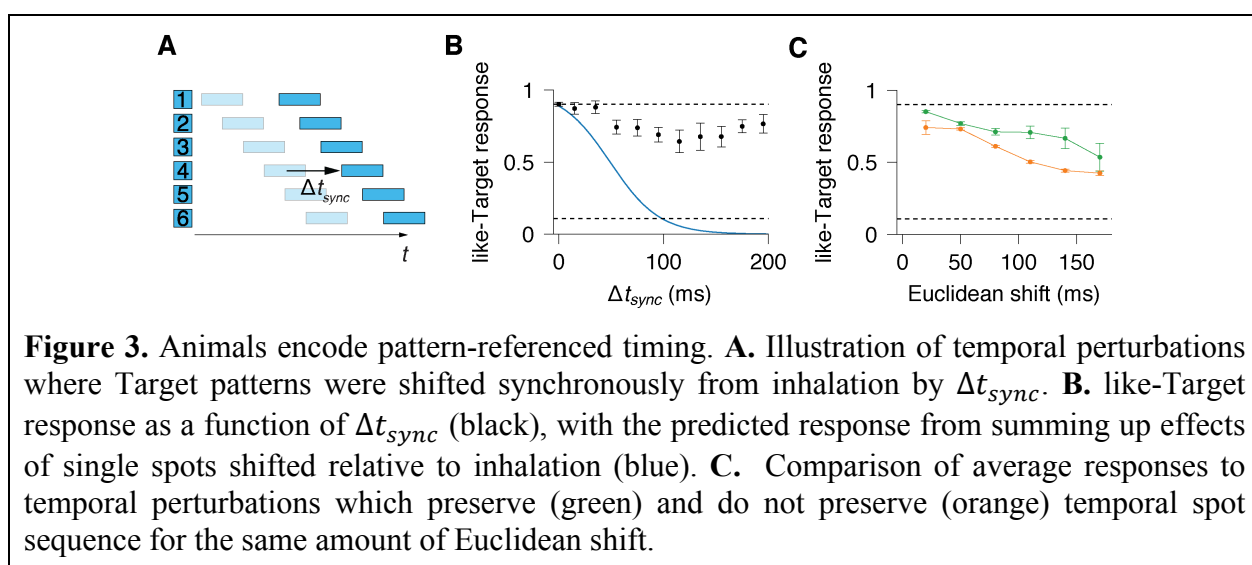 A
B
C
1
2
3
4
5
6
Δt_sync
t
like-Target response
1
0.5
0
0
100
200
Δt_sync (ms)
like-Target response
1
0.5
0
0
50
100
150
Euclidean shift (ms)
Figure 3. Animals encode pattern-referenced timing. A. Illustration of temporal perturbations
where Target patterns were shifted synchronously from inhalation by Δt_sync. B. like-Target
response as a function of Δt_sync (black), with the predicted response from summing up effects
of single spots shifted relative to inhalation (blue). C. Comparison of average responses to
temporal perturbations which preserve (green) and do not preserve (orange) temporal spot
sequence for the same amount of Euclidean shift.